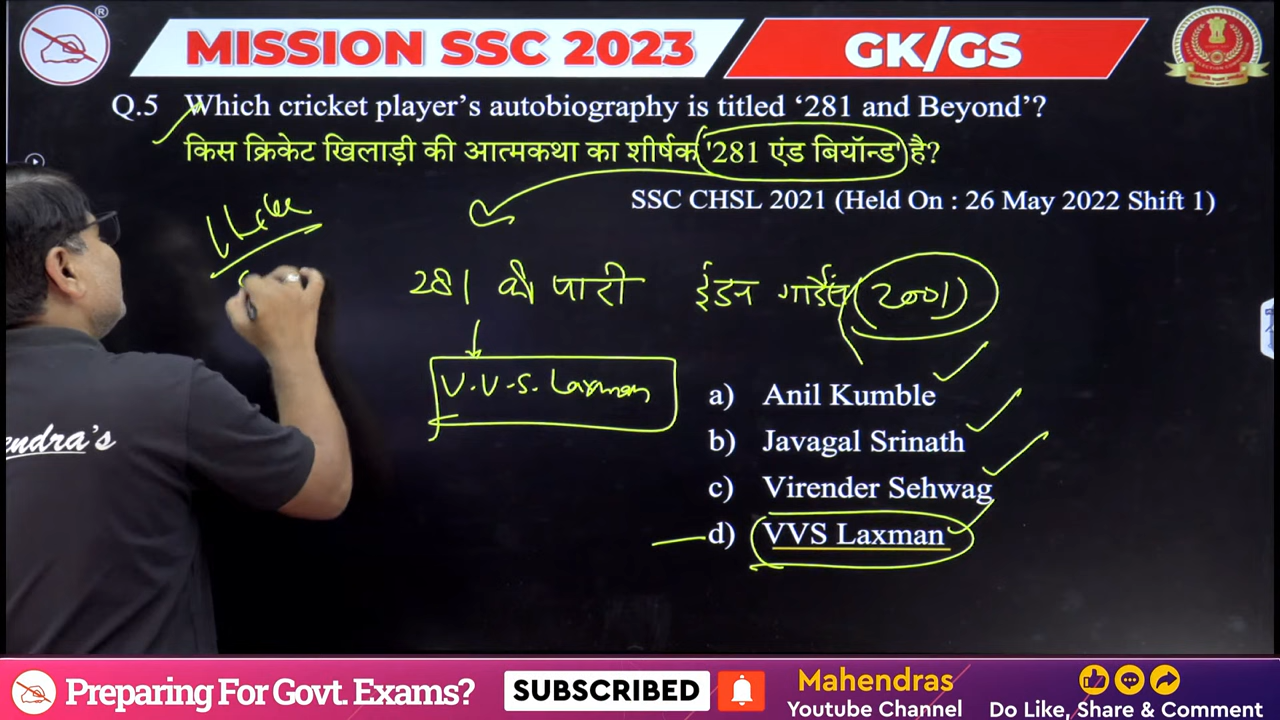 MISSION SSC 2023
GK/GS
Q.5 Which cricket player's autobiography is titled ‘281 and Beyond’?
किस क्रिकेट खिलाड़ी की आत्मकथा का शीर्षक '281 एंड बियॉन्ड' है?
SSC CHSL 2021 (Held On : 26 May 2022 Shift 1)
281 की पारी ईडन गार्डेंस (2001)
V.V.S. Laxman
a) Anil Kumble
b) Javagal Srinath
c) Virender Sehwag
d) VVS Laxman
endra's
Preparing For Govt. Exams?
SUBSCRIBED
Mahendras
Youtube Channel
Do Like, Share & Comment